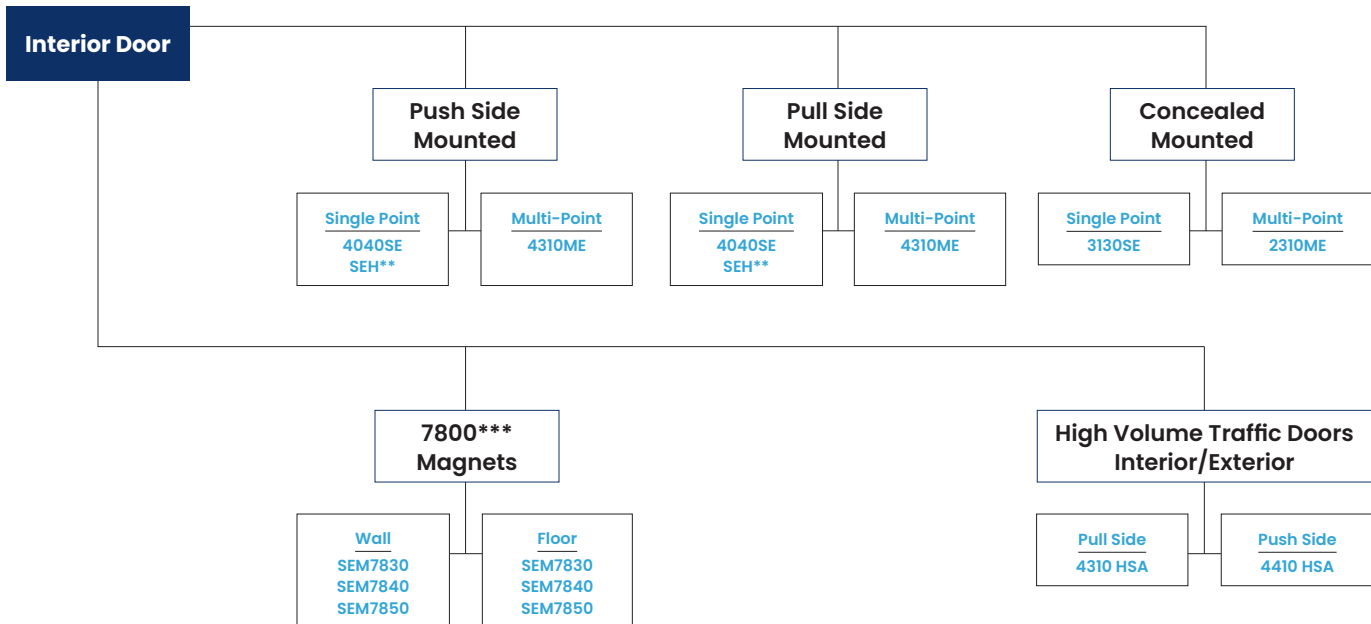 Interior Door
Push Side
Mounted
Pull Side
Mounted
Concealed
Mounted
Single Point
4040SE
SEH**
Multi-Point
4310ME
Single Point
4040SE
SEH**
Multi-Point
4310ME
Single Point
3130SE
Multi-Point
2310ME
7800***
Magnets
High Volume Traffic Doors
Interior/Exterior
Wall
SEM7830
SEM7840
SEM7850
Floor
SEM7830
SEM7840
SEM7850
Pull Side
4310 HSA
Push Side
4410 HSA